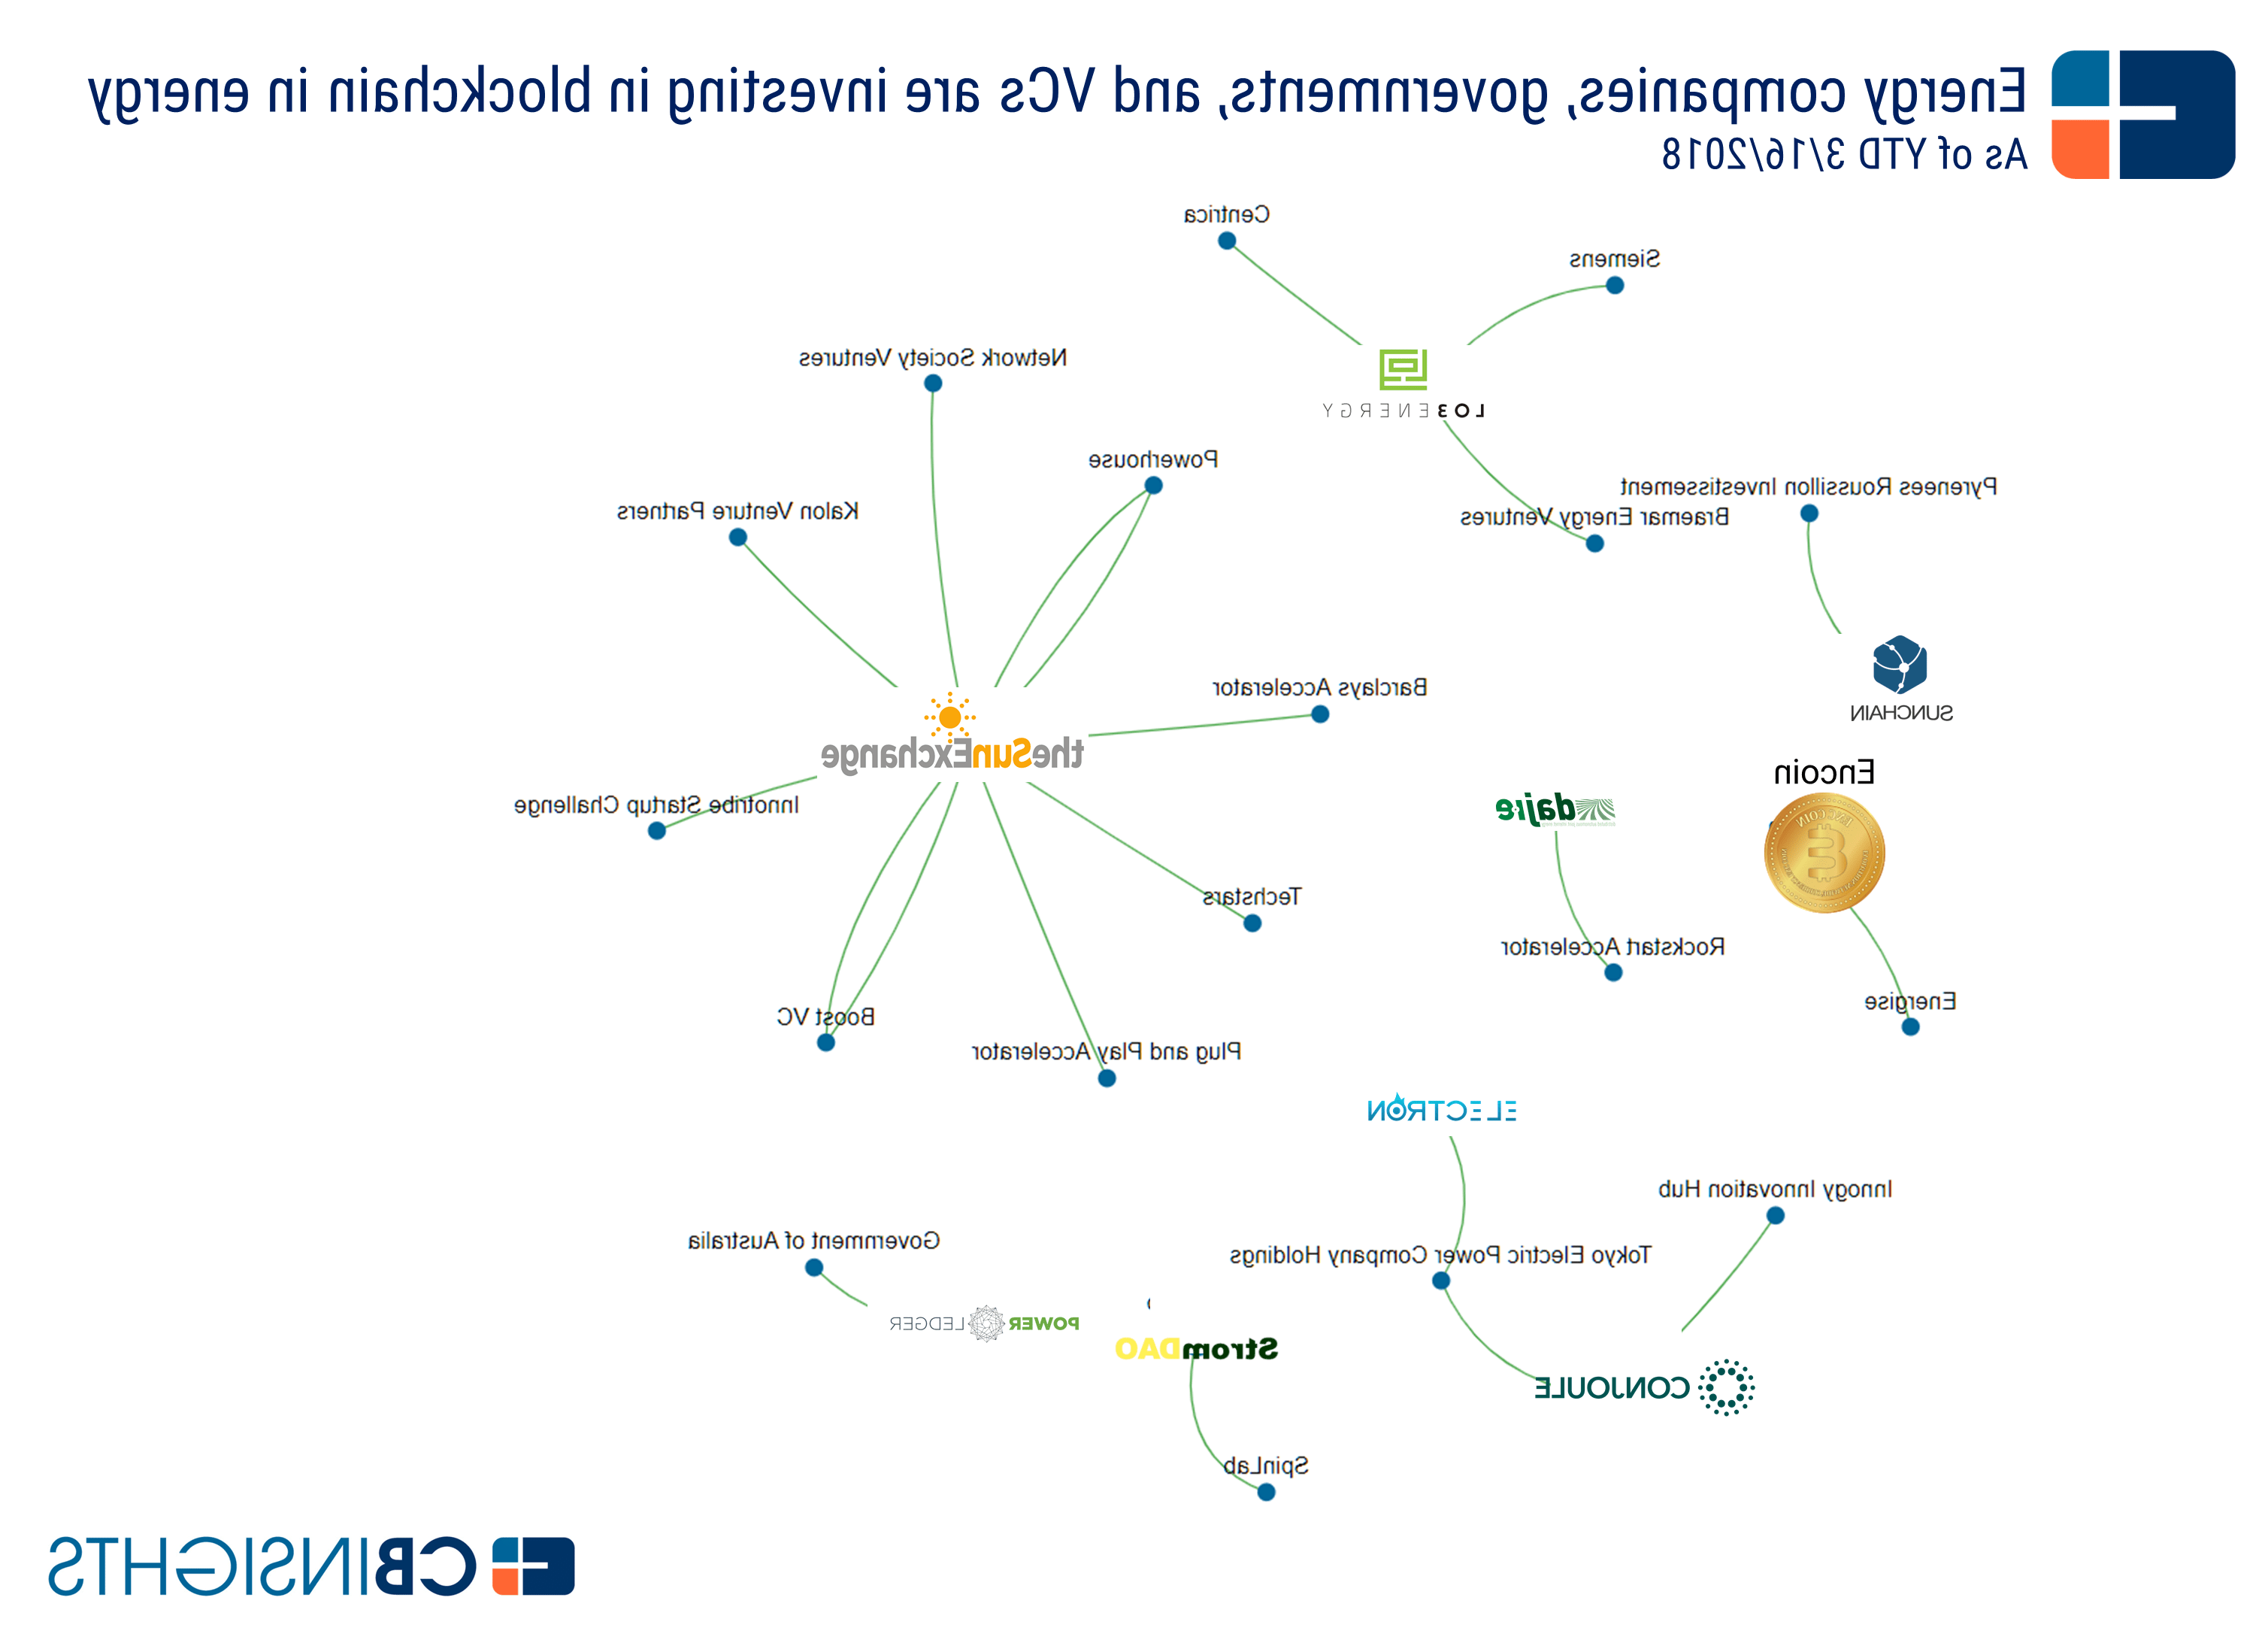 Energy companies, governments, and VCs are investing in blockchain in energy
As of YTD 3/16/2018
Centrica
Siemens
LO3 ENERGY
Network Society Ventures
Powerhouse
Pyrenees Roussillon Investissement
Kalon Venture Partners
Braemar Energy Ventures
Barclays Accelerator
SUNCHAIN
theSunExchange
Encoin
dajie
Innotribe Startup Challenge
Techstars
Rockstart Accelerator
Energise
Boost VC
Plug and Play Accelerator
ELECTRON
Innogy Innovation Hub
Government of Australia
Tokyo Electric Power Company Holdings
POWER LEDGER
StromDAO
CONJOULE
SpinLab
CBINSIGHTS